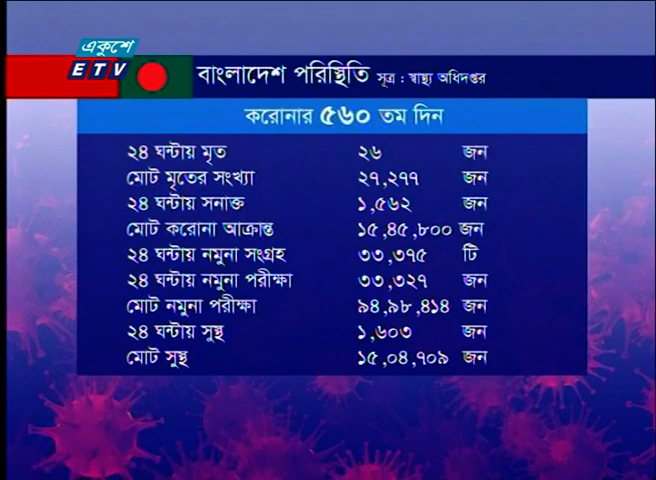 একুশে
ETV
বাংলাদেশ পরিস্থিতি সূত্র : স্বাস্থ্য অধিদপ্তর
করোনার ৫৬০ তম দিন
২৪ ঘন্টায় মৃত ২৬ জন
মোট মৃতের সংখ্যা ২৭,২৭৭ জন
২৪ ঘন্টায় সনাক্ত ১,৫৬২ জন
মোট করোনা আক্রান্ত ১৫,৪৫,৮০০ জন
২৪ ঘন্টায় নমুনা সংগ্রহ ৩৩,৩৭৫ টি
২৪ ঘন্টায় নমুনা পরীক্ষা ৩৩,৩২৭ জন
মোট নমুনা পরীক্ষা ৯৪,৯৮,৪১৪ জন
২৪ ঘন্টায় সুস্থ ১,৬০৩ জন
মোট সুস্থ ১৫,০৪,৭০৯ জন